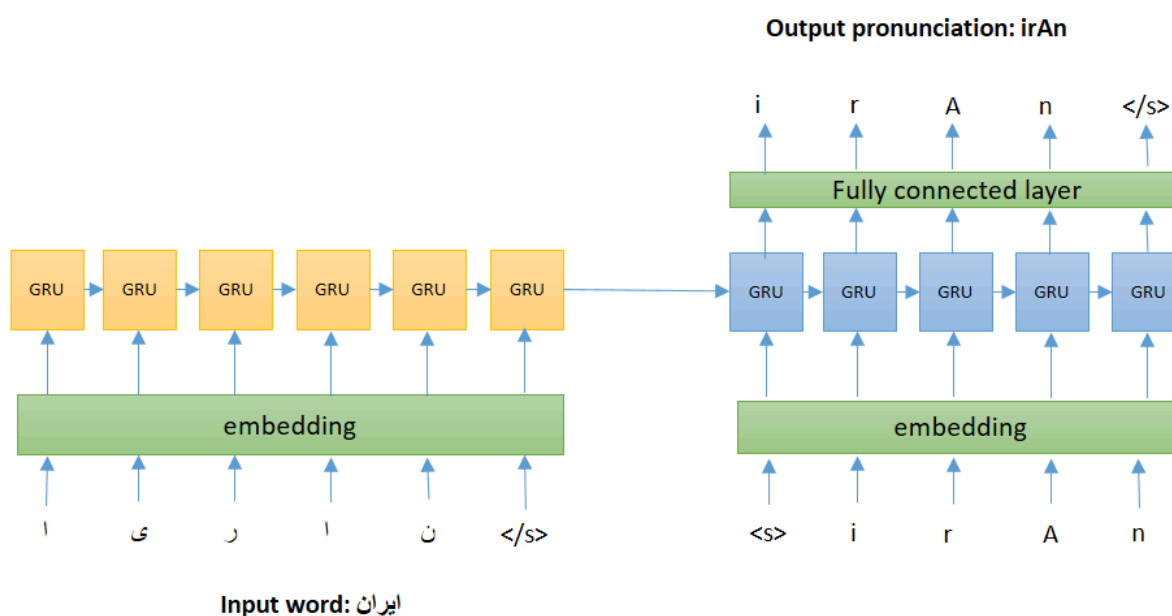 Output pronunciation: irAn
i r A n </s>
Fully connected layer
GRU GRU GRU GRU GRU GRU GRU GRU GRU GRU GRU
embedding embedding
ا ی ر ا ن </s> <s> i r A n
Input word: ایران